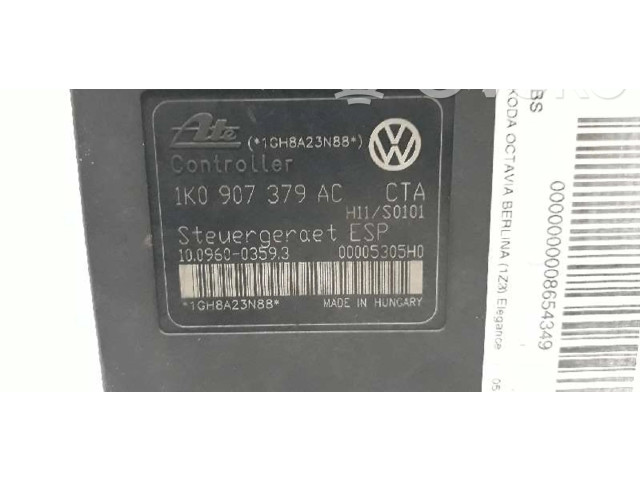 Ate (*1GH8A23N88*)
Controller
1K0 907 379 AC CTA
H11/S0101
Steuergeraet ESP
10.0960-0359.3 00005305H0
*1GH8A23N88* MADE IN HUNGARY
BS
KODA OCTAVIA BERLINA (1Z3) Elegance 05
0000000008654349